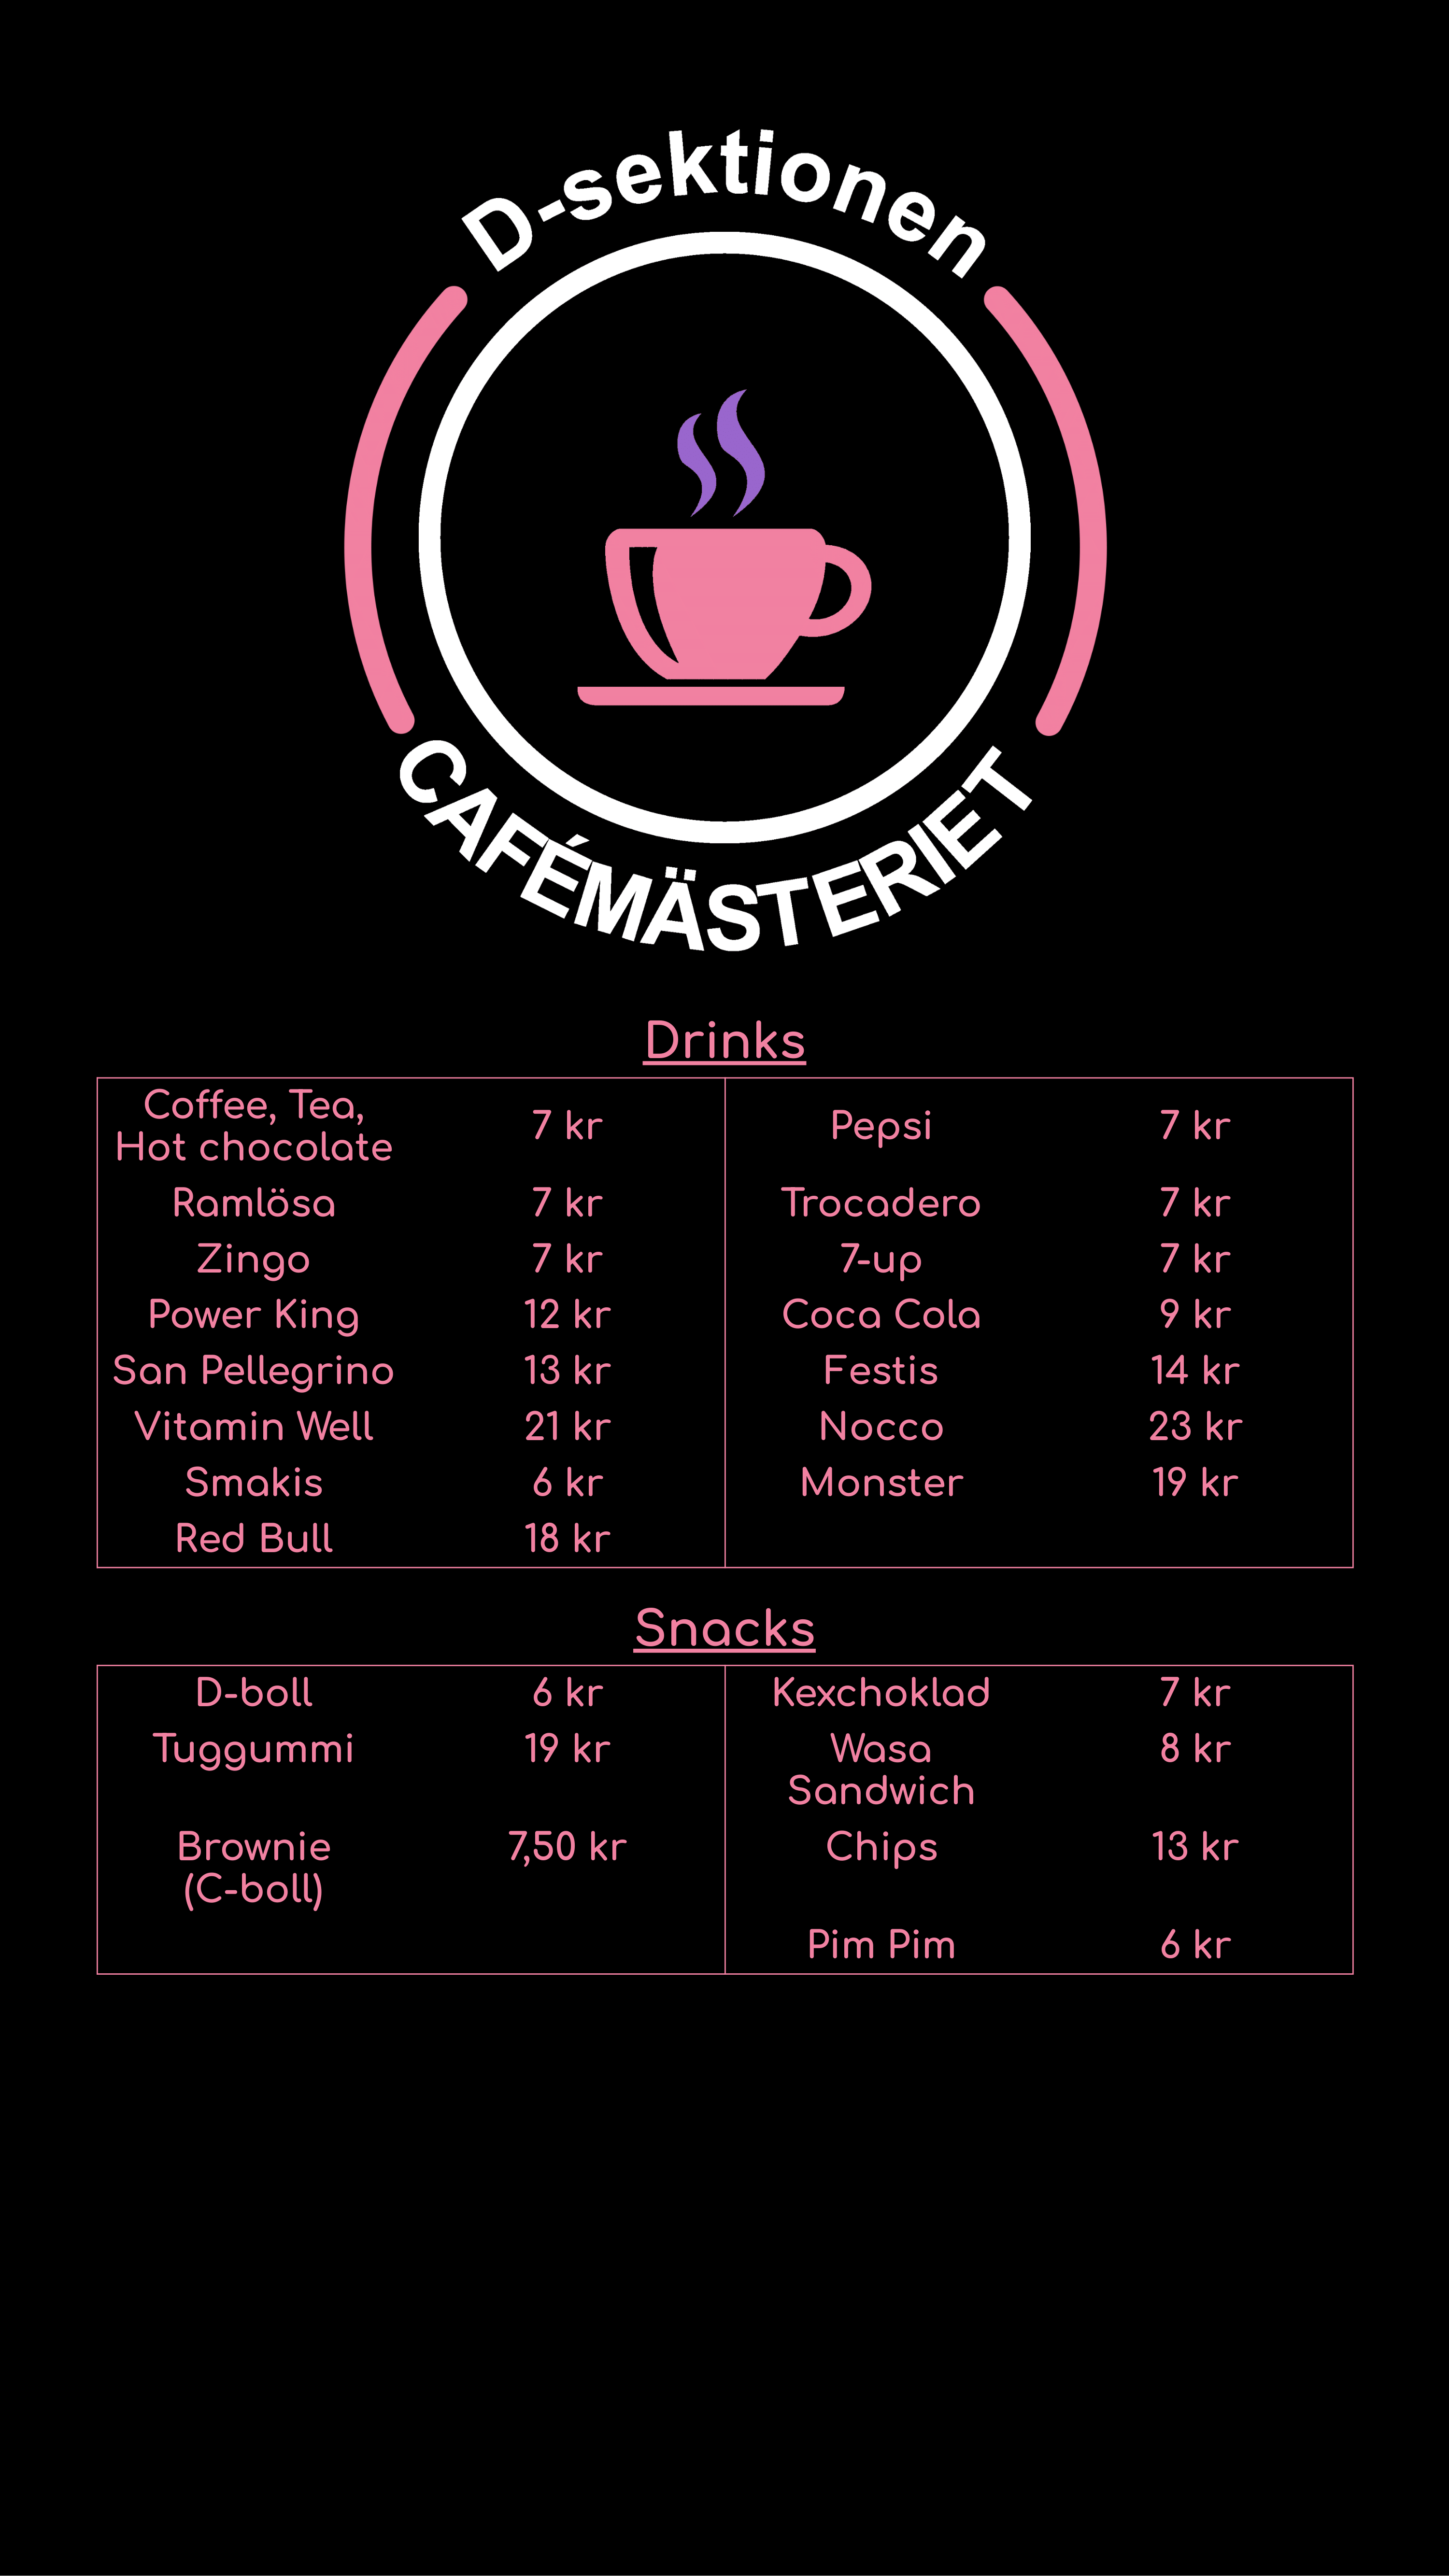 D-sektionen
CAFÉMÄSTERIET
Drinks
Coffee, Tea,
Hot chocolate 7 kr Pepsi 7 kr
Ramlösa 7 kr Trocadero 7 kr
Zingo 7 kr 7-up 7 kr
Power King 12 kr Coca Cola 9 kr
San Pellegrino 13 kr Festis 14 kr
Vitamin Well 21 kr Nocco 23 kr
Smakis 6 kr Monster 19 kr
Red Bull 18 kr
Snacks
D-boll 6 kr Kexchoklad 7 kr
Tuggummi 19 kr Wasa 8 kr
Sandwich
Brownie 7,50 kr Chips 13 kr
(C-boll)
Pim Pim 6 kr